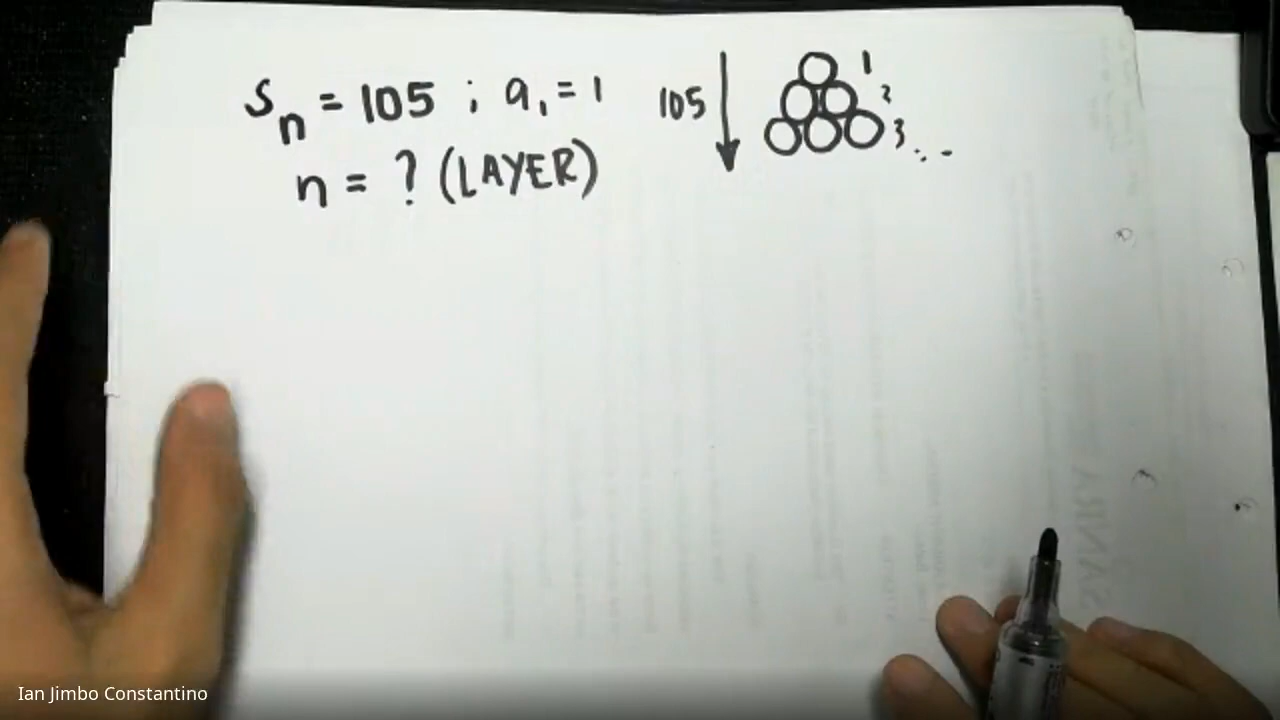 Sn = 105 ; a1 = 1
n = ? (LAYER)
105
1
2
3...
Ian Jimbo Constantino